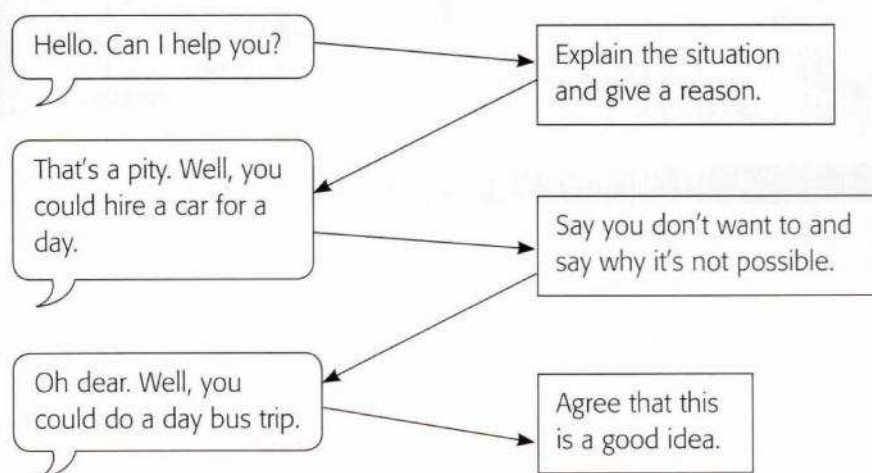 Hello. Can I help you?
Explain the situation
and give a reason.
That's a pity. Well, you
could hire a car for a
day.
Say you don't want to and
say why it's not possible.
Oh dear. Well, you
could do a day bus trip.
Agree that this
is a good idea.